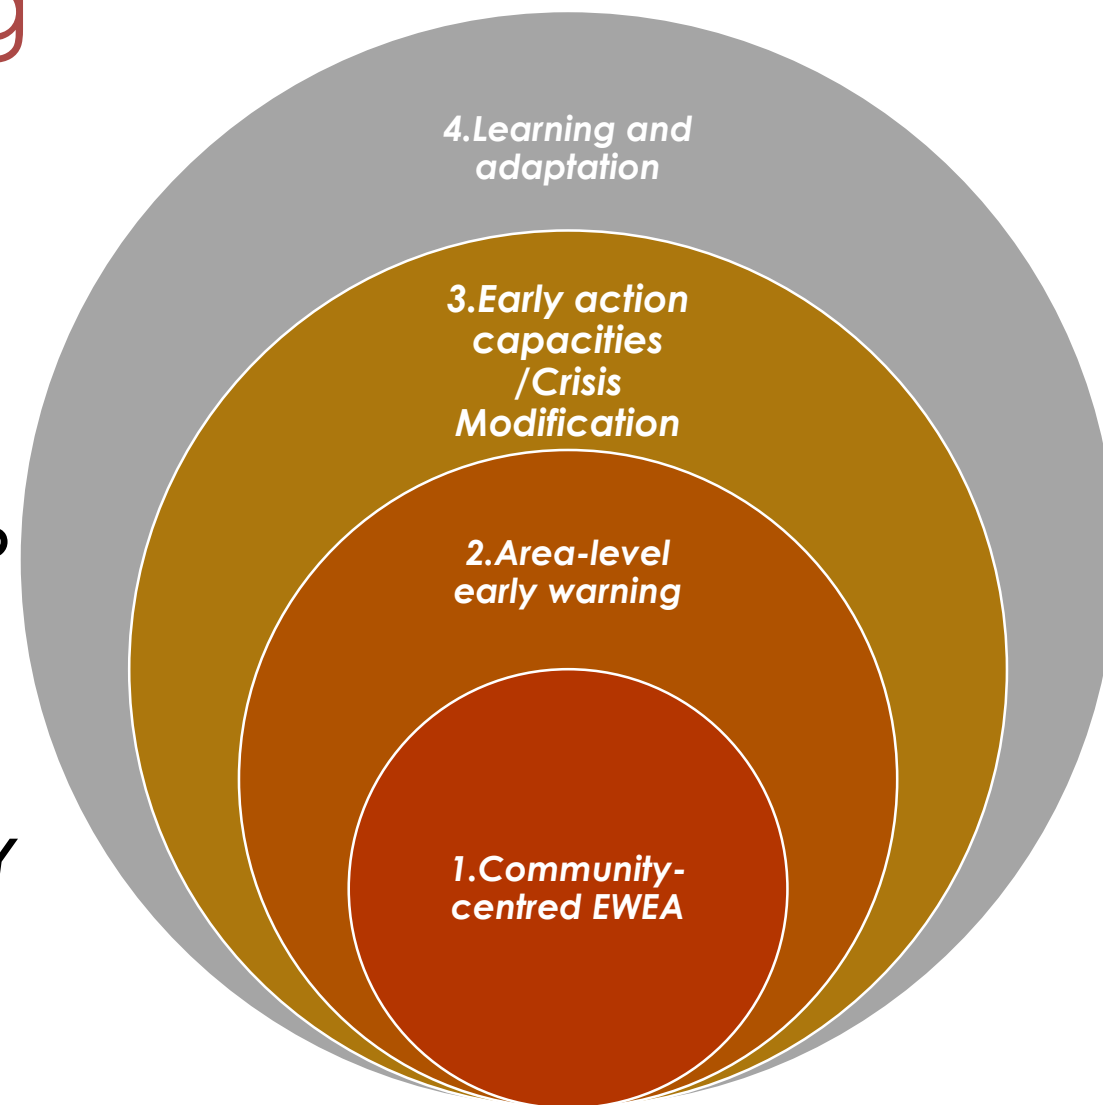 g
4.Learning and
adaptation
3.Early action
capacities
/Crisis
Modification
2.Area-level
early warning
1.Community-
centred EWEA
Y